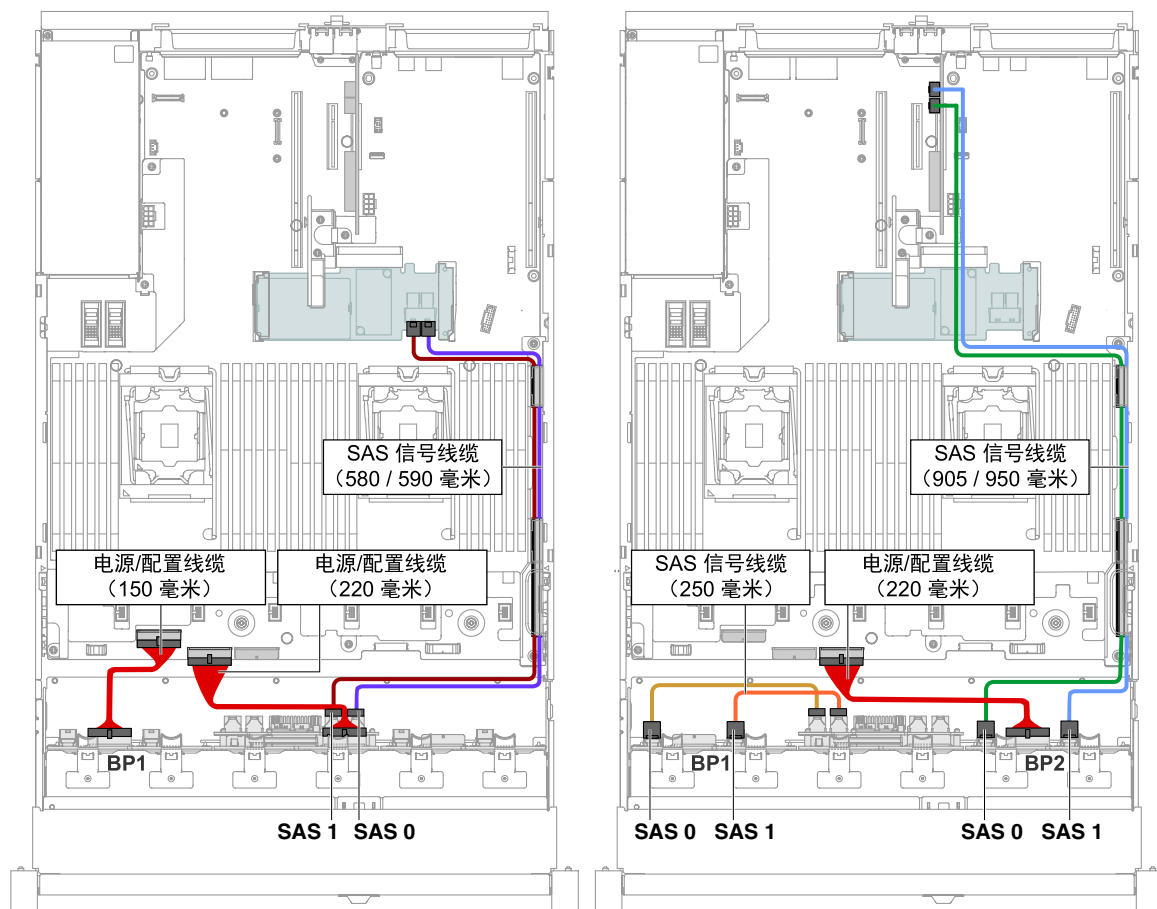 SAS 信号线缆
（580 / 590 毫米）
电源/配置线缆
（150 毫米）
电源/配置线缆
（220 毫米）
BP1
SAS 1
SAS 0
SAS 信号线缆
（905 / 950 毫米）
SAS 信号线缆
（250 毫米）
电源/配置线缆
（220 毫米）
BP1
BP2
SAS 0
SAS 1
SAS 0
SAS 1